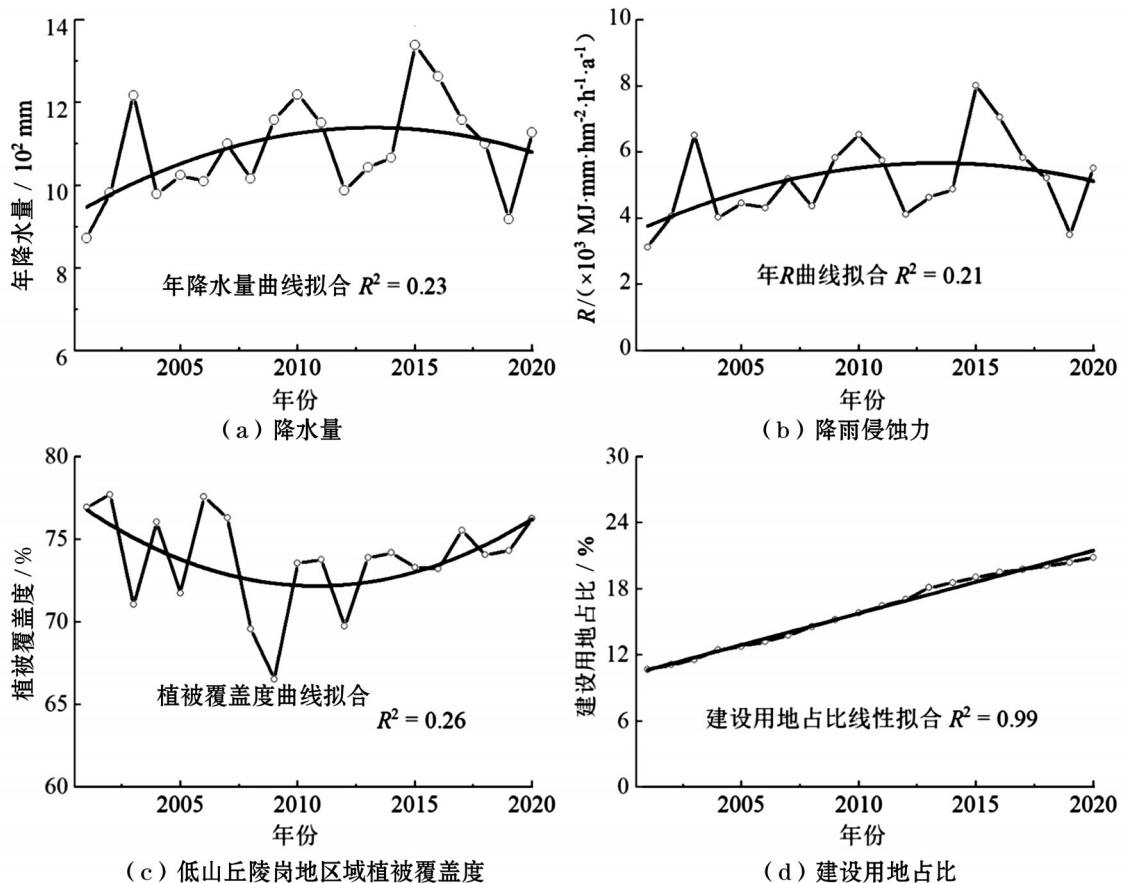 14
12
10
8
6
年降水量 / 10² mm
年降水量曲线拟合 R² = 0.23
2005 2010 2015 2020
年份
(a) 降水量
10
8
6
4
2
0
R/(×10³ MJ·mm·hm⁻²·h⁻¹·a⁻¹)
年R曲线拟合 R² = 0.21
2005 2010 2015 2020
年份
(b) 降雨侵蚀力
80
75
70
65
60
植被覆盖度 / %
植被覆盖度曲线拟合
R² = 0.26
2005 2010 2015 2020
年份
(c) 低山丘陵岗地区域植被覆盖度
30
24
18
12
6
0
建设用地占比 / %
建设用地占比线性拟合 R² = 0.99
2005 2010 2015 2020
年份
(d) 建设用地占比